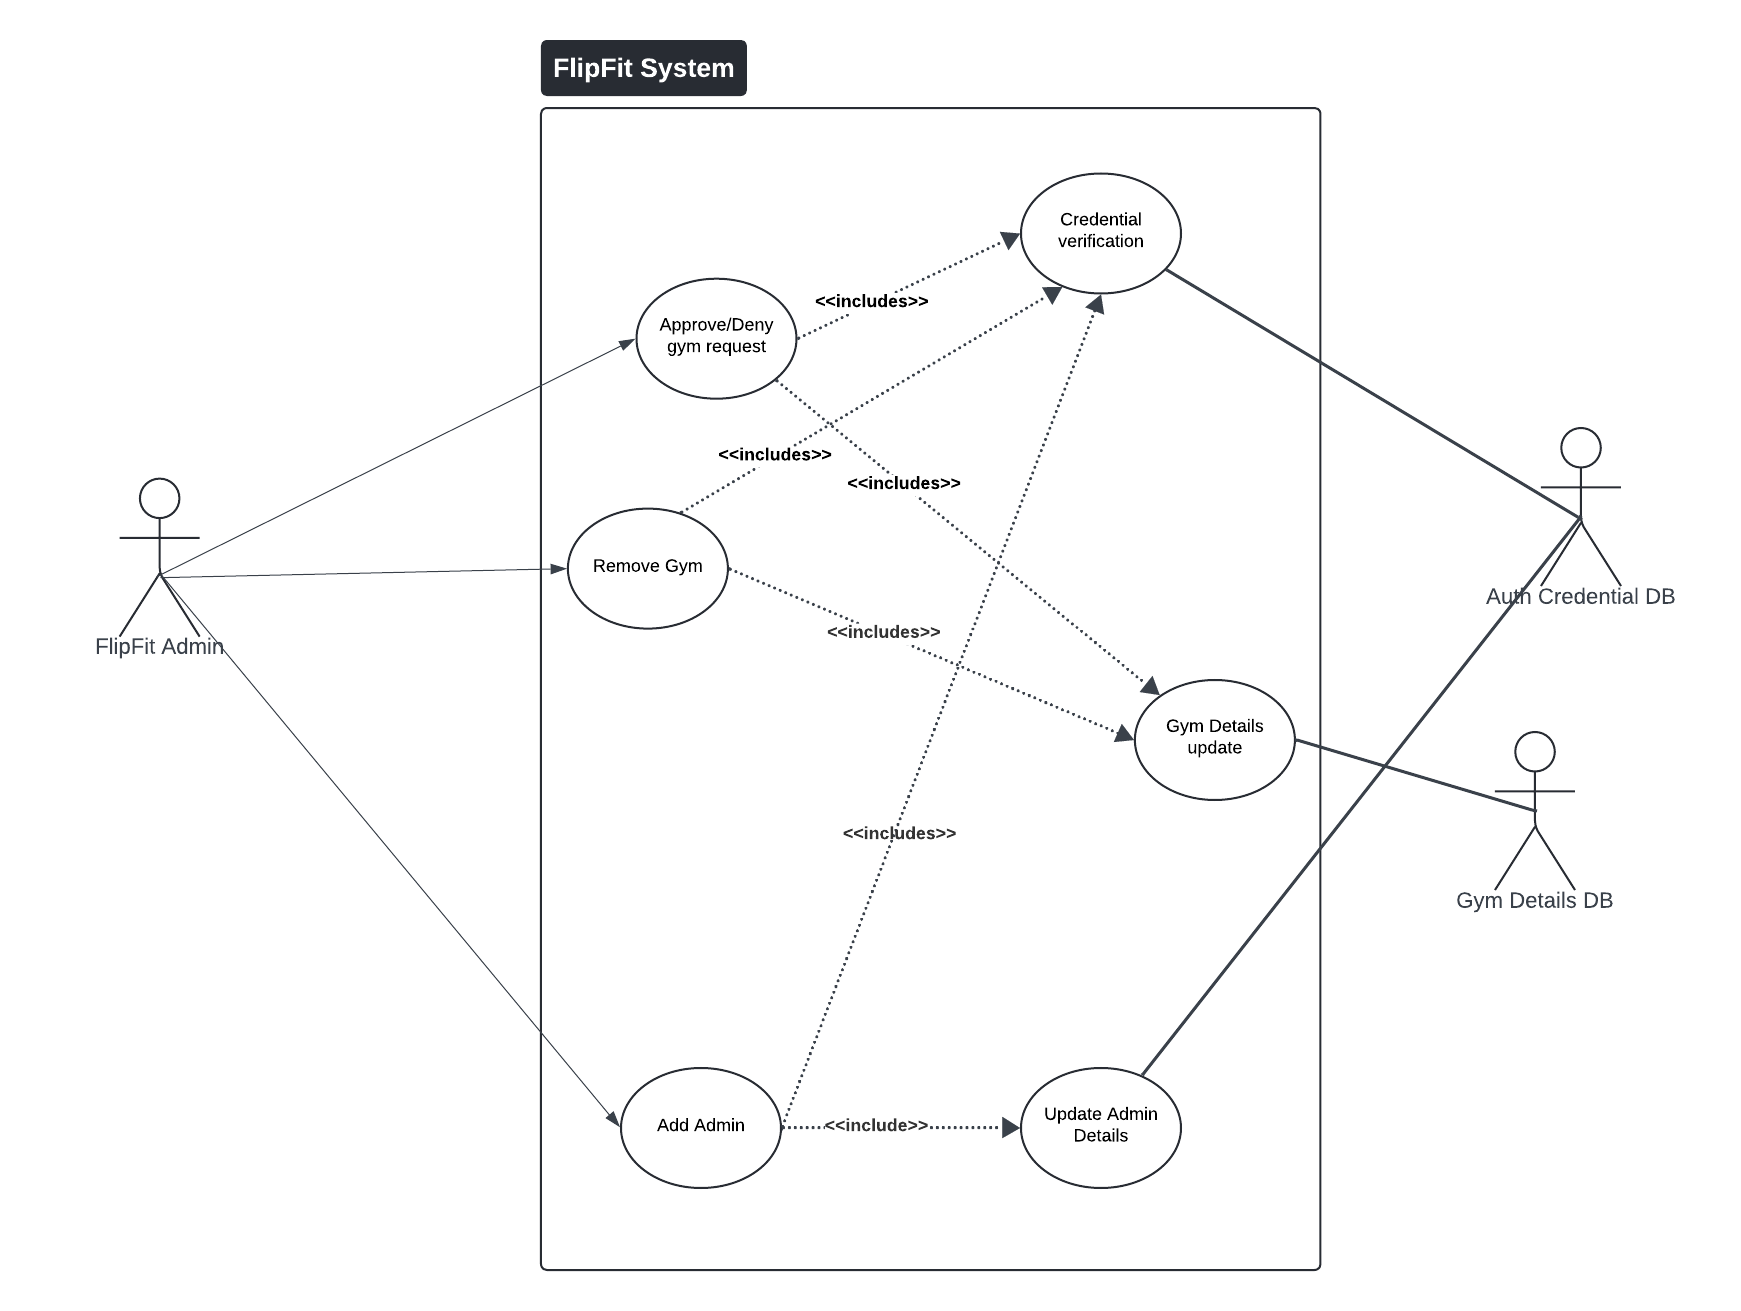 FlipFit System
Credential
verification
<<includes>>
Approve/Deny
gym request
<<includes>>
<<includes>>
Remove Gym
Auth Credential DB
<<includes>>
FlipFit Admin
Gym Details
update
<<includes>>
Gym Details DB
Add Admin
<<include>>
Update Admin
Details